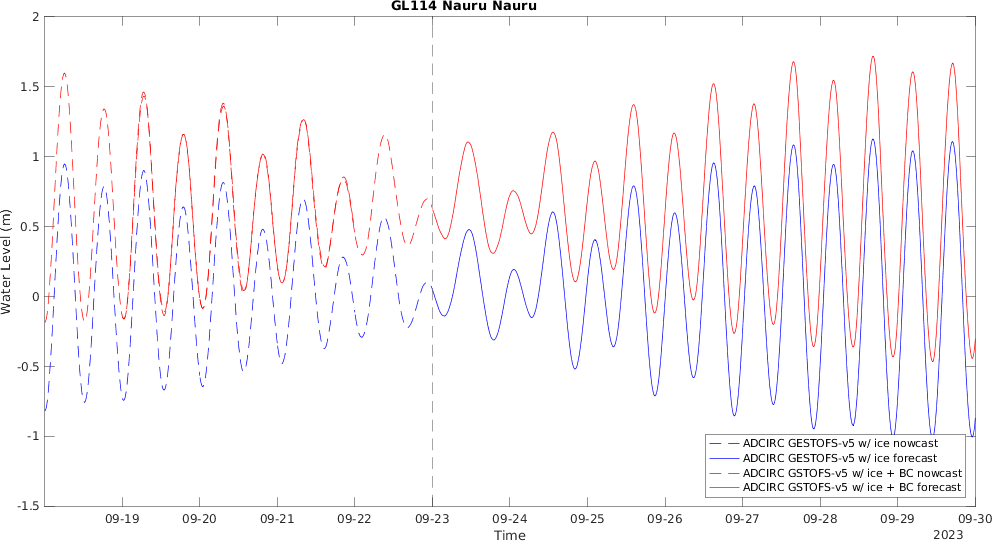 GL114 Nauru Nauru
2
1.5
1
0.5
0
-0.5
-1
-1.5
Water Level (m)
ADCIRC GESTOFS-v5 w/ ice nowcast
ADCIRC GESTOFS-v5 w/ ice forecast
ADCIRC GSTOFS-v5 w/ ice + BC nowcast
ADCIRC GSTOFS-v5 w/ ice + BC forecast
09-19 09-20 09-21 09-22 09-23 09-24 09-25 09-26 09-27 09-28 09-29 09-30
Time
2023